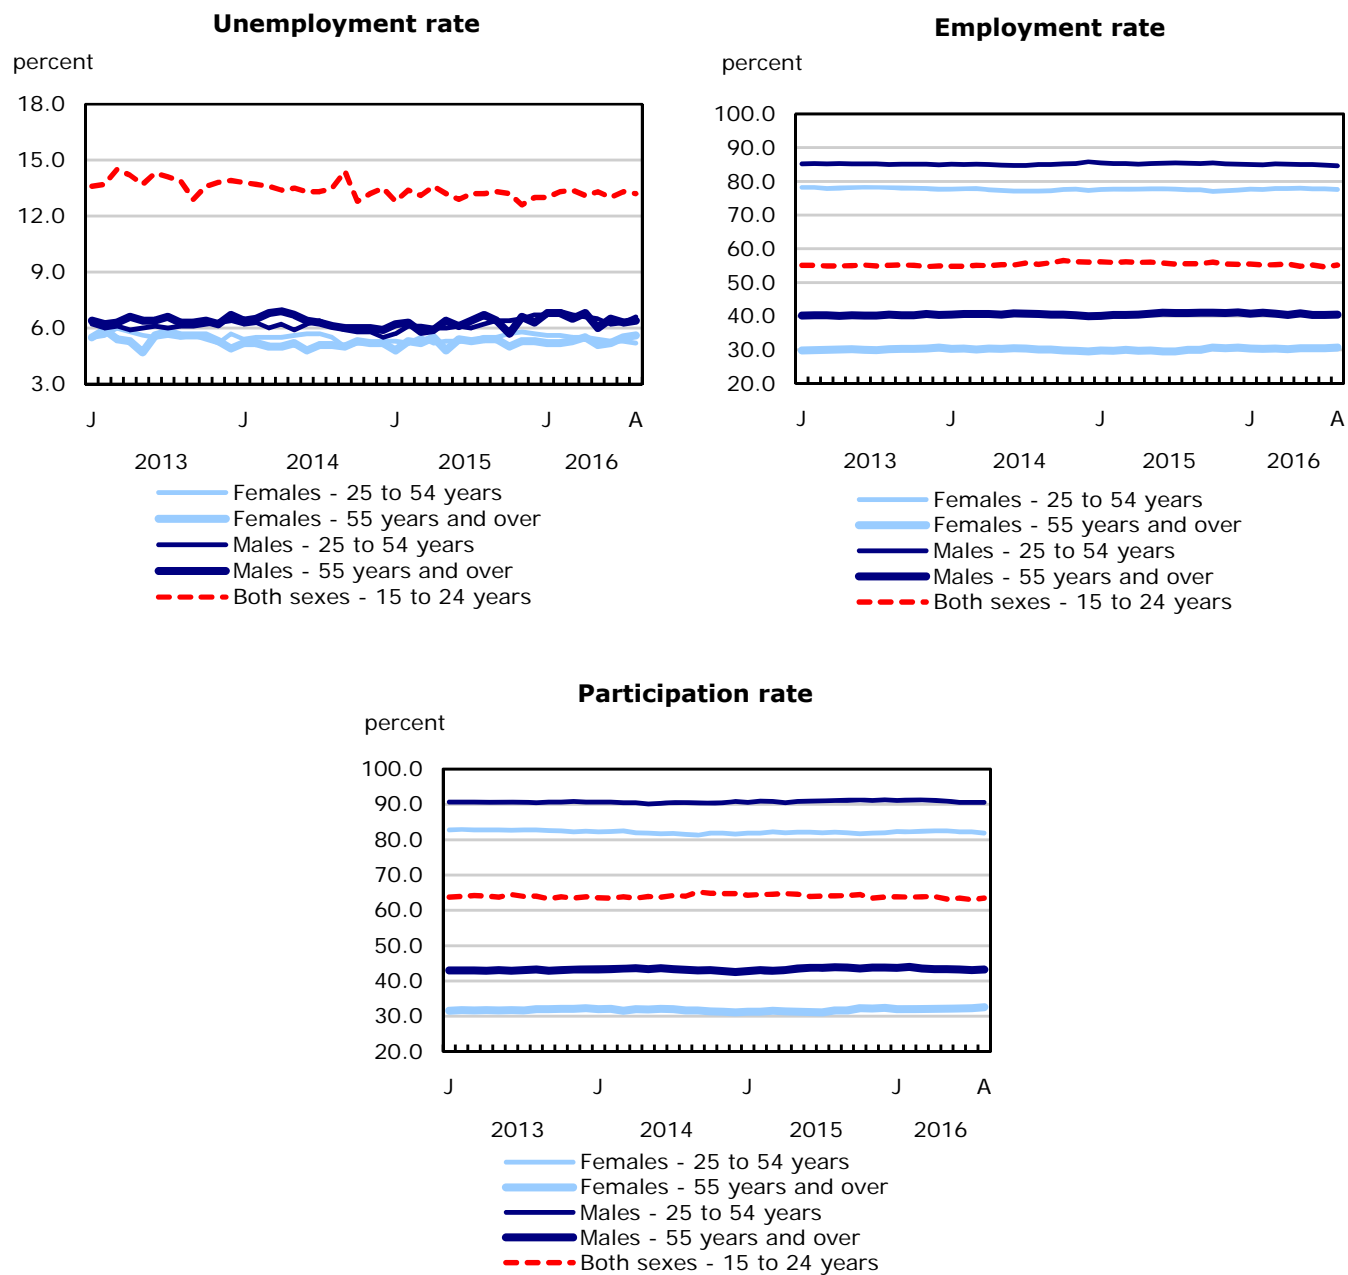 Unemployment rate
percent
18.0
15.0
12.0
9.0
6.0
3.0
J J J J A
2013 2014 2015 2016
Females - 25 to 54 years
Females - 55 years and over
Males - 25 to 54 years
Males - 55 years and over
Both sexes - 15 to 24 years
Employment rate
percent
100.0
90.0
80.0
70.0
60.0
50.0
40.0
30.0
20.0
J J J J A
2013 2014 2015 2016
Females - 25 to 54 years
Females - 55 years and over
Males - 25 to 54 years
Males - 55 years and over
Both sexes - 15 to 24 years
Participation rate
percent
100.0
90.0
80.0
70.0
60.0
50.0
40.0
30.0
20.0
J J J J A
2013 2014 2015 2016
Females - 25 to 54 years
Females - 55 years and over
Males - 25 to 54 years
Males - 55 years and over
Both sexes - 15 to 24 years